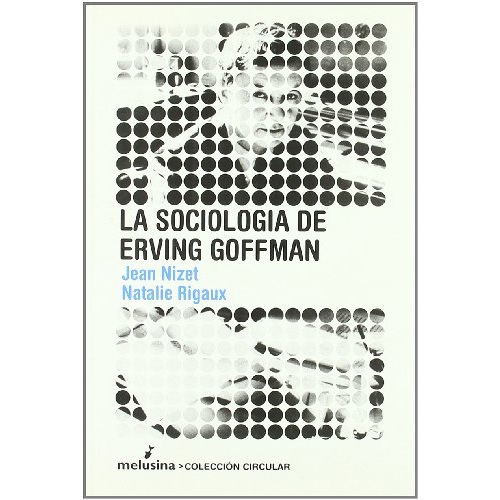 LA SOCIOLOGIA DE
ERVING GOFFMAN
Jean Nizet
Natalie Rigaux
melusina > COLECCIÓN CIRCULAR